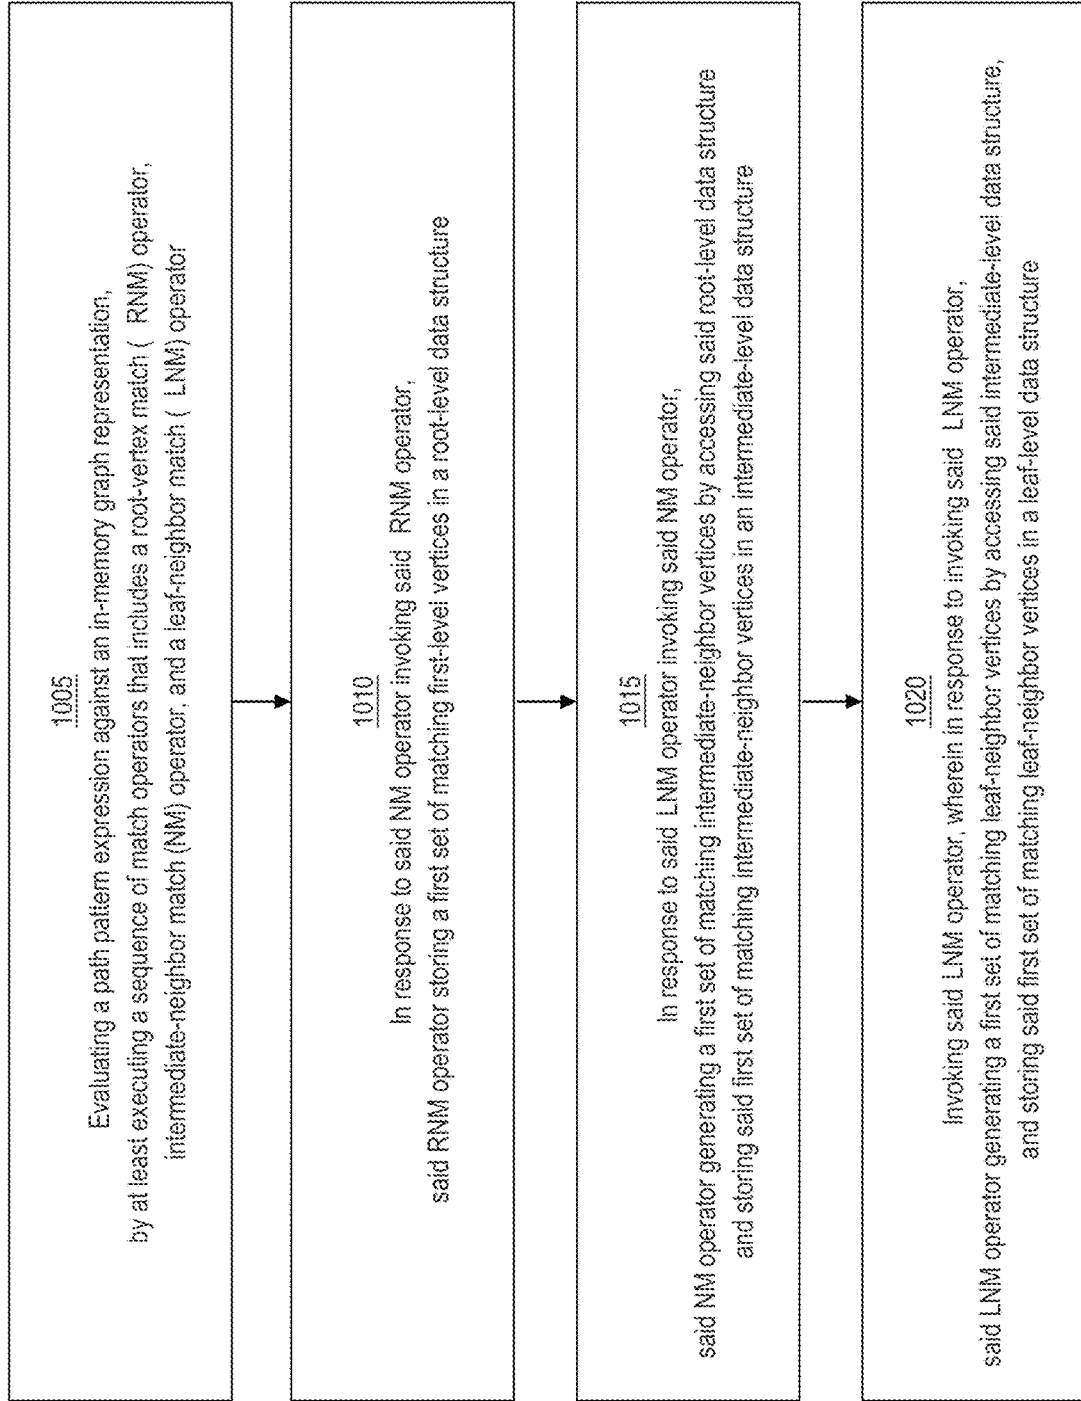 1005
Evaluating a path pattern expression against an in-memory graph representation,
by at least executing a sequence of match operators that includes a root-vertex match ( RNM) operator,
intermediate-neighbor match (NM) operator, and a leaf-neighbor match ( LNM) operator
1010
In response to said NM operator invoking said RNM operator,
said RNM operator storing a first set of matching first-level vertices in a root-level data structure
1015
In response to said LNM operator invoking said NM operator,
said NM operator generating a first set of matching intermediate-neighbor vertices by accessing said root-level data structure
and storing said first set of matching intermediate-neighbor vertices in an intermediate-level data structure
1020
Invoking said LNM operator, wherein in response to invoking said LNM operator,
said LNM operator generating a first set of matching leaf-neighbor vertices by accessing said intermediate-level data structure,
and storing said first set of matching leaf-neighbor vertices in a leaf-level data structure